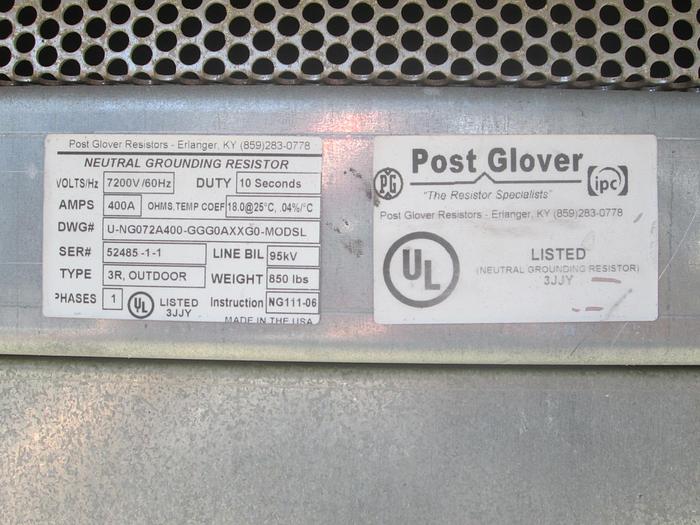 Post Glover Resistors - Erlanger, KY (859)283-0778
NEUTRAL GROUNDING RESISTOR
VOLTS/Hz 7200V/60Hz DUTY 10 Seconds
AMPS 400A OHMS,TEMP COEF 18.0@25°C, .04%/°C
DWG# U-NG072A400-GGG0AXXG0-MODSL
SER# 52485-1-1 LINE BIL 95kV
TYPE 3R, OUTDOOR WEIGHT 850 lbs
PHASES 1 UL LISTED 3JJY Instruction NG111-06
MADE IN THE USA
PG Post Glover ipc
"The Resistor Specialists"
Post Glover Resistors - Erlanger, KY (859)283-0778
UL LISTED
(NEUTRAL GROUNDING RESISTOR)
3JJY